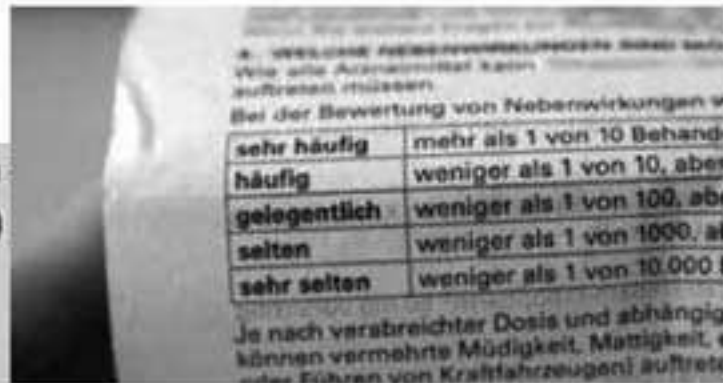 4. WELCHE NEBENWIRKUNGEN SIND
Wie alle Arzneimittel kann
auftreten müssen.
Bei der Bewertung von Nebenwirkungen
sehr häufig mehr als 1 von 10 Behand
häufig weniger als 1 von 10, aber
gelegentlich weniger als 1 von 100, ab
selten weniger als 1 von 1000, a
sehr selten weniger als 1 von 10.000
Je nach verabreichter Dosis und abhängig
können vermehrte Müdigkeit, Mattigkeit,
oder Führen von Kraftfahrzeugen) auftrete